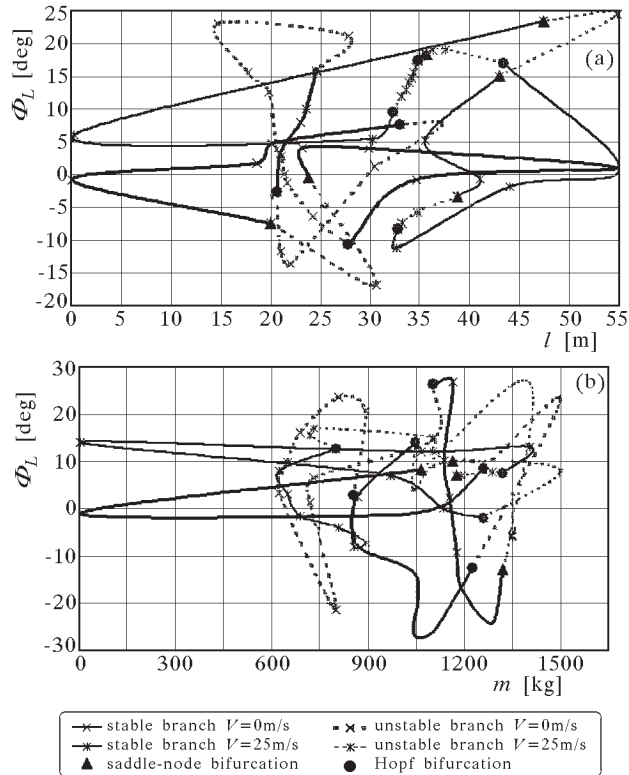 25
20
15
10
5
0
-5
-10
-15
-20
Φ_L [deg]
(a)
0 5 10 15 20 25 30 35 40 45 50 55
l [m]
30
20
10
0
-10
-20
-30
Φ_L [deg]
(b)
0 300 600 900 1200 1500
m [kg]
stable branch V=0m/s unstable branch V=0m/s
stable branch V=25m/s unstable branch V=25m/s
saddle-node bifurcation Hopf bifurcation